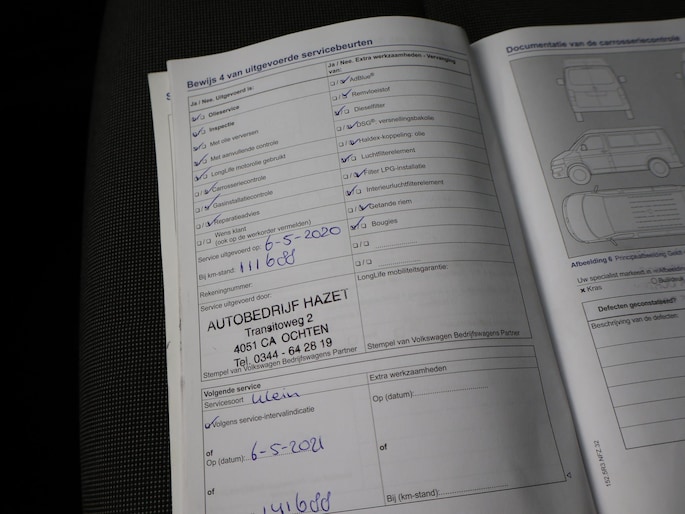 Bewijs 4 van uitgevoerde servicebeurten
Ja / Nee. Uitgevoerd is:
Olieservice
Inspectie
Met olie verversen
Met aanvullende controle
LongLife motorolie gebruikt
Carrosseriecontrole
Gasinstallatiecontrole
Reparatieadvies
Wens klant
(ook op de werkorder vermelden)
Service uitgevoerd op: 6-5-2020
Bij km-stand: 111688
Rekeningnummer:
Service uitgevoerd door:
AUTOBEDRIJF HAZET
Transitoweg 2
4051 CA OCHTEN
Tel. 0344 - 64 28 19
Stempel van Volkswagen Bedrijfswagens Partner
Ja / Nee. Extra werkzaamheden - Vervanging
van:
AdBlue®
Remvloeistof
Dieselfilter
DSG®: versnellingsbakolie
Haldex-koppeling: olie
Luchtfilterelement
Filter LPG-installatie
Interieurluchtfilterelement
Getande riem
Bougies
LongLife mobiliteitsgarantie:
Stempel van Volkswagen Bedrijfswagens Partner
Volgende service
Servicesoort Klein
Volgens service-intervalindicatie
of
Op (datum): 6-5-2021
of
141688
Extra werkzaamheden
Op (datum):
of
Bij (km-stand):
Documentatie van de carrosseriecontrole
Afbeelding 6
Uw specialist markeert
x Kras
Defecten geconstateerd?
Beschrijving van de defecten